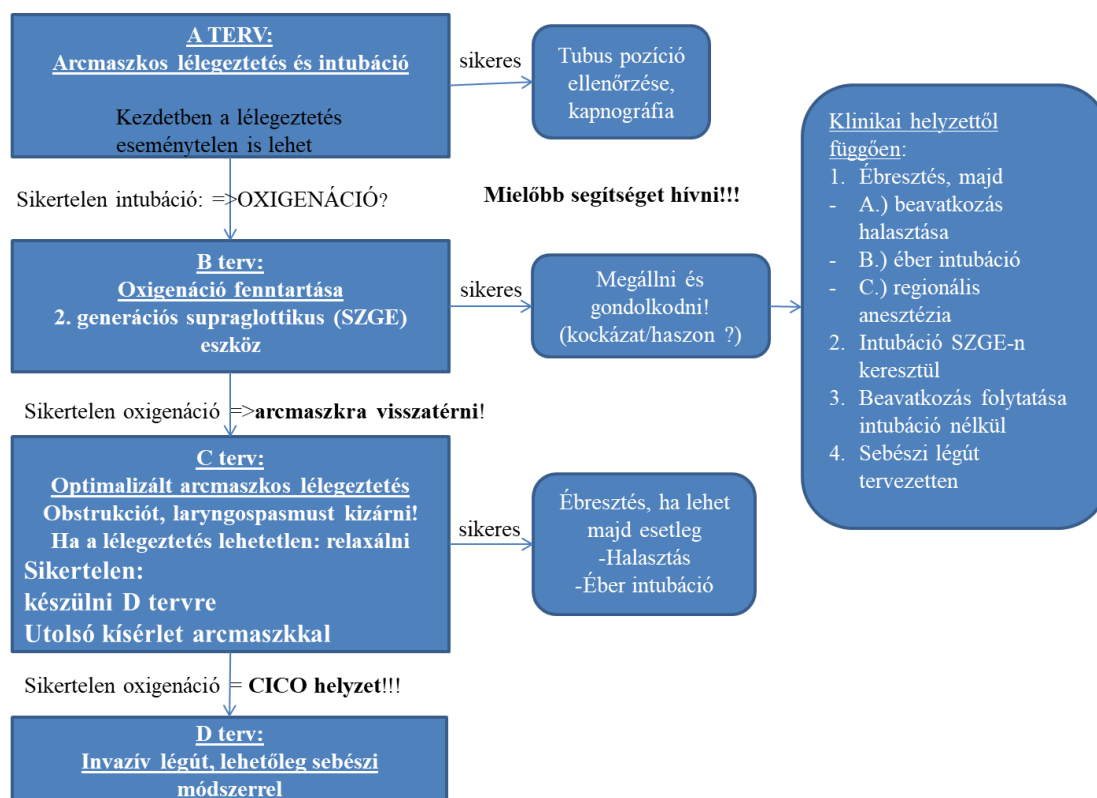 A TERV:
Arcmaszkos lélegeztetés és intubáció
Kezdetben a lélegeztetés
eseménytelen is lehet
sikeres
Tubus pozíció
ellenőrzése,
kapnográfia
Sikertelen intubáció: =>OXIGENÁCIÓ?
Mielőbb segítséget hívni!!!
B terv:
Oxigenáció fenntartása
2. generációs supraglottikus (SZGE)
eszköz
sikeres
Megállni és
gondolkodni!
(kockázat/haszon ?)
Klinikai helyzettől
függően:
1. Ébresztés, majd
- A.) beavatkozás
halasztása
- B.) éber intubáció
- C.) regionális
anesztézia
2. Intubáció SZGE-n
keresztül
3. Beavatkozás folytatása
intubáció nélkül
4. Sebészi légút
tervezetten
Sikertelen oxigenáció =>arcmaszkra visszatérni!
C terv:
Optimalizált arcmaszkos lélegeztetés
Obstrukciót, laryngospasmust kizárni!
Ha a lélegeztetés lehetetlen: relaxálni
Sikertelen:
készülni D tervre
Utolsó kísérlet arcmaszkkal
sikeres
Ébresztés, ha lehet
majd esetleg
-Halasztás
-Éber intubáció
Sikertelen oxigenáció = CICO helyzet!!!
D terv:
Invazív légút, lehetőleg sebészi
módszerrel